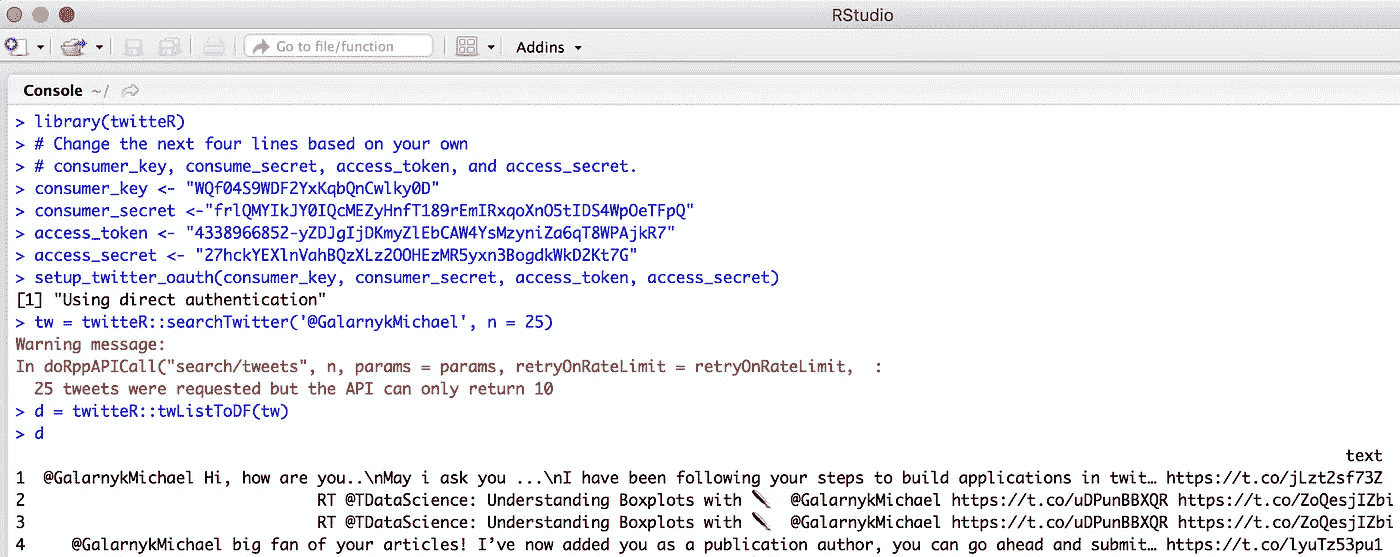 RStudio
Go to file/function
Addins
Console ~/
> library(twitteR)
> # Change the next four lines based on your own
> # consumer_key, consume_secret, access_token, and access_secret.
> consumer_key <- "WQf04S9WDF2YxKqbQnCwlky0D"
> consumer_secret <-"frlQMYIkJY0IQcMEZyHnfT189rEmIRxqoXnO5tIDS4WpOeTFpQ"
> access_token <- "4338966852-yZDJgIjDKmyZlEbCAW4YsMzyniZa6qT8WPAjkR7"
> access_secret <- "27hckYEXlnVahBQzXLz2OOHEzMR5yxn3BogdkWkD2Kt7G"
> setup_twitter_oauth(consumer_key, consumer_secret, access_token, access_secret)
[1] "Using direct authentication"
> tw = twitteR::searchTwitter('@GalarnykMichael', n = 25)
Warning message:
In doRppAPICall("search/tweets", n, params = params, retryOnRateLimit = retryOnRateLimit,  :
  25 tweets were requested but the API can only return 10
> d = twitteR::twListToDF(tw)
> d
text
1 @GalarnykMichael Hi, how are you..\nMay i ask you ...\nI have been following your steps to build applications in twit… https://t.co/jLzt2sf73Z
2 RT @TDataScience: Understanding Boxplots with ✎ @GalarnykMichael https://t.co/uDPunBBXQR https://t.co/ZoQesjIZbi
3 RT @TDataScience: Understanding Boxplots with ✎ @GalarnykMichael https://t.co/uDPunBBXQR https://t.co/ZoQesjIZbi
4 @GalarnykMichael big fan of your articles! I've now added you as a publication author, you can go ahead and submit… https://t.co/lyuTz53pu1